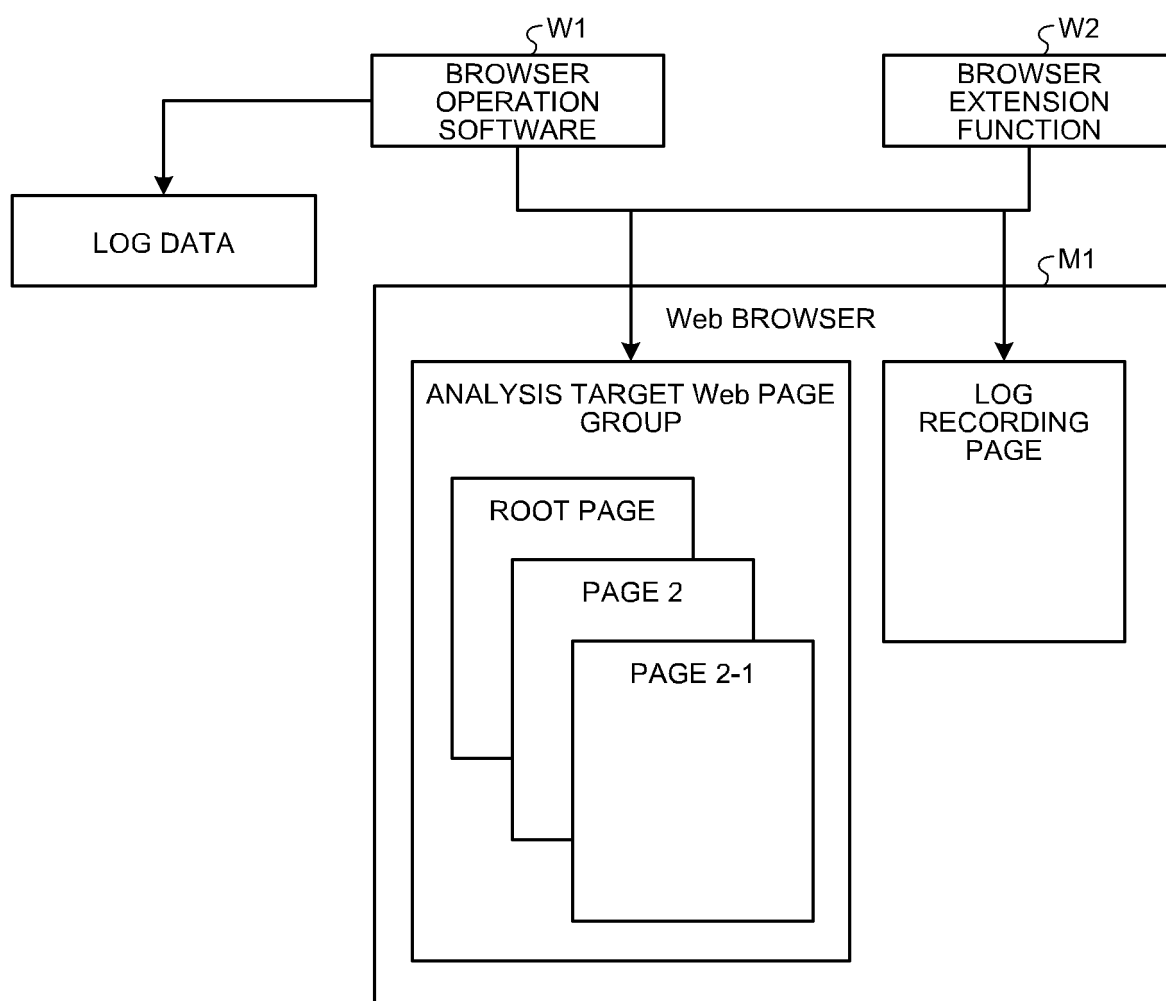 W1
BROWSER
OPERATION
SOFTWARE
W2
BROWSER
EXTENSION
FUNCTION
LOG DATA
M1
Web BROWSER
ANALYSIS TARGET Web PAGE
GROUP
ROOT PAGE
PAGE 2
PAGE 2-1
LOG
RECORDING
PAGE